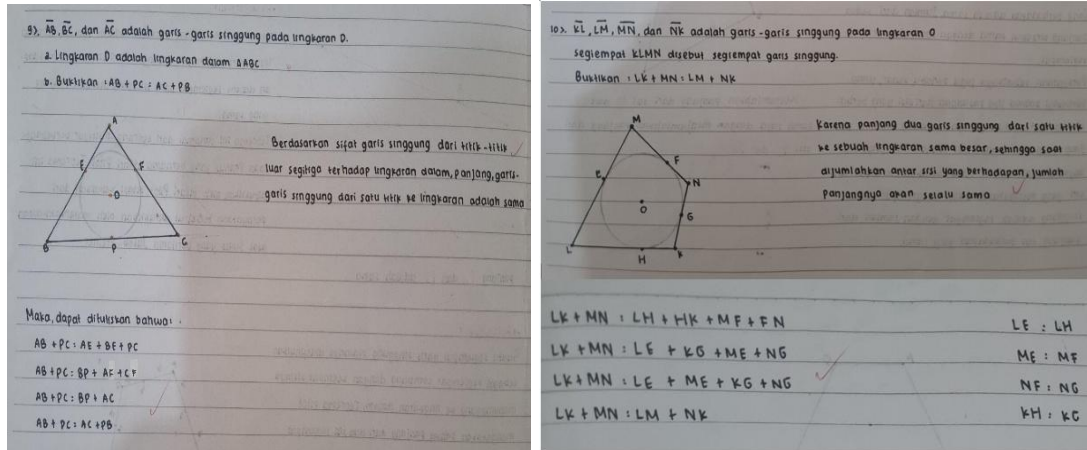 9). AB, BC, dan AC adalah garis-garis singgung pada lingkaran D.
a. Lingkaran D adalah lingkaran dalam ΔABC
b. Buktikan : AB + PC = AC + PB
A
E
F
O
B
P
C
Berdasarkan sifat garis singgung dari titik-titik
luar segitiga terhadap lingkaran dalam, panjang, garis-
garis singgung dari satu titik ke lingkaran adalah sama
Maka, dapat dituliskan bahwa :
AB + PC : AE + BE + PC
AB + PC : BP + AF + CF
AB + PC : BP + AC
AB + PC : AC + PB
10). KL, LM, MN, dan NK adalah garis-garis singgung pada lingkaran O
segiempat KLMN disebut segiempat garis singgung.
Buktikan : LK + MN : LM + NK
M
F
E
N
O
G
L
H
K
Karena panjang dua garis singgung dari satu titik
ke sebuah lingkaran sama besar, sehingga saat
dijumlahkan antar sisi yang berhadapan, jumlah
panjangnya akan selalu sama
LK + MN : LH + HK + MF + FN
LK + MN : LE + KG + ME + NG
LK + MN : LE + ME + KG + NG
LK + MN : LM + NK
LE : LH
ME : MF
NF : NG
KH : KG